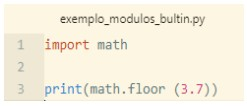 exemplo_modulos_bultin.py
1 import math
2
3 print(math.floor (3.7))